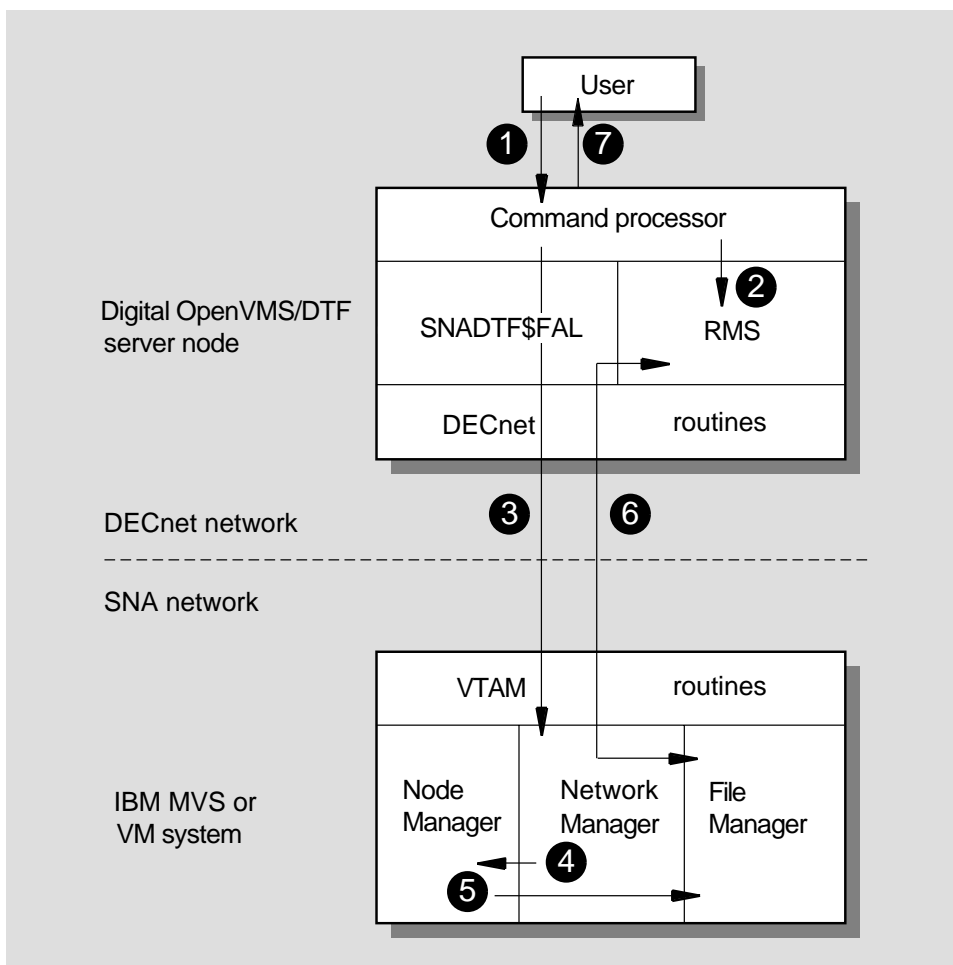 User
1
7
Command processor
2
Digital OpenVMS/DTF
server node
SNADTF$FAL
RMS
DECnet
routines
3
6
DECnet network
SNA network
VTAM
routines
IBM MVS or
VM system
Node
Manager
Network
Manager
File
Manager
4
5